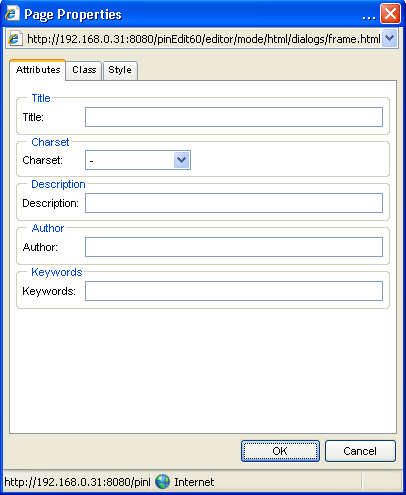 Page Properties
http://192.168.0.31:8080/pinEdit60/editor/mode/html/dialogs/frame.html
Attributes Class Style
Title
Title:
Charset
Charset: -
Description
Description:
Author
Author:
Keywords
Keywords:
OK Cancel
http://192.168.0.31:8080/pinl Internet